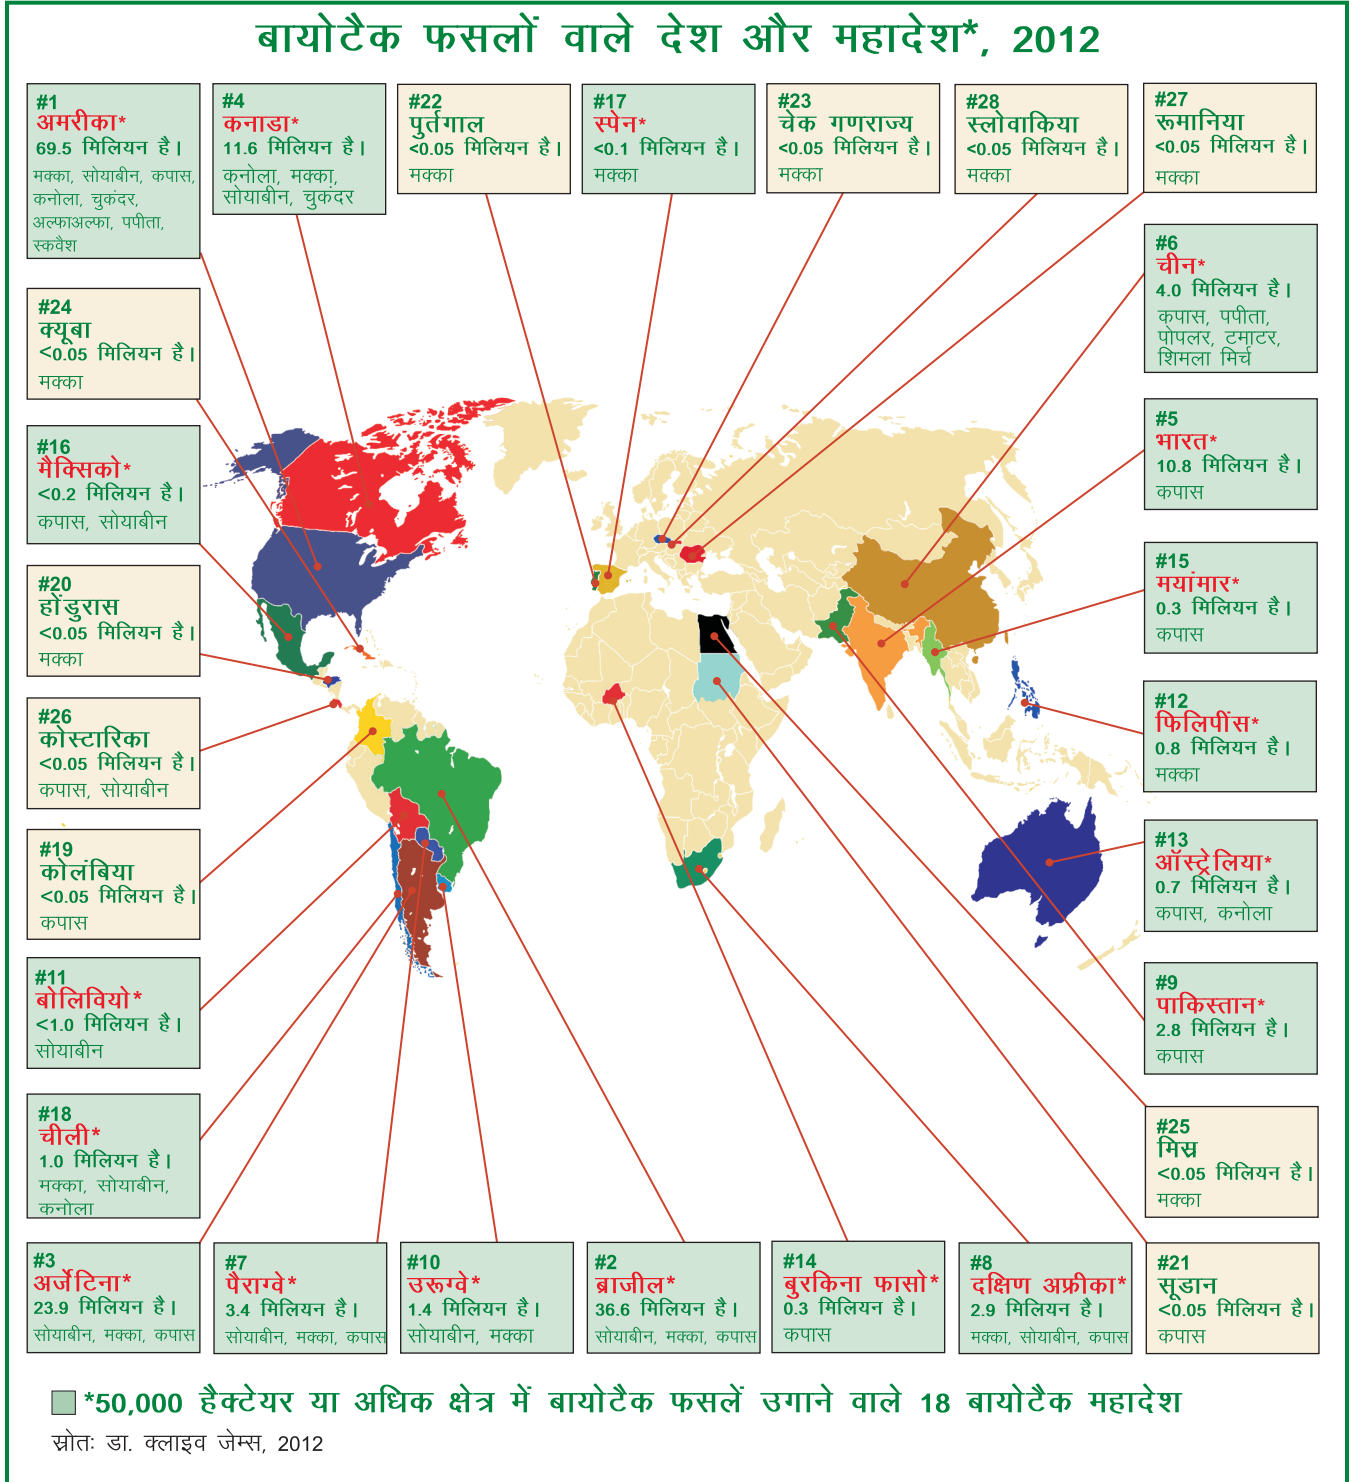 बायोटैक फसलों वाले देश और महादेश*, 2012
#1
अमरीका*
69.5 मिलियन है।
मक्का, सोयाबीन, कपास,
कनोला, चुकंदर,
अल्फाअल्फा, पपीता,
स्कवैश
#4
कनाडा*
11.6 मिलियन है।
कनोला, मक्का,
सोयाबीन, चुकंदर
#22
पुर्तगाल
<0.05 मिलियन है।
मक्का
#17
स्पेन*
<0.1 मिलियन है।
मक्का
#23
चेक गणराज्य
<0.05 मिलियन है।
मक्का
#28
स्लोवाकिया
<0.05 मिलियन है।
मक्का
#27
रूमानिया
<0.05 मिलियन है।
मक्का
#24
क्यूबा
<0.05 मिलियन है।
मक्का
#16
मैक्सिको*
<0.2 मिलियन है।
कपास, सोयाबीन
#20
होंडुरास
<0.05 मिलियन है।
मक्का
#26
कोस्टारिका
<0.05 मिलियन है।
कपास, सोयाबीन
#19
कोलंबिया
<0.05 मिलियन है।
कपास
#11
बोलिवियो*
<1.0 मिलियन है।
सोयाबीन
#18
चीली*
1.0 मिलियन है।
मक्का, सोयाबीन,
कनोला
#6
चीन*
4.0 मिलियन है।
कपास, पपीता,
पोपलर, टमाटर,
शिमला मिर्च
#5
भारत*
10.8 मिलियन है।
कपास
#15
मयांमार*
0.3 मिलियन है।
कपास
#12
फिलिपींस*
0.8 मिलियन है।
मक्का
#13
ऑस्ट्रेलिया*
0.7 मिलियन है।
कपास, कनोला
#9
पाकिस्तान*
2.8 मिलियन है।
कपास
#25
मिस्र
<0.05 मिलियन है।
मक्का
#3
अर्जेटिना*
23.9 मिलियन है।
सोयाबीन, मक्का, कपास
#7
पैराग्वे*
3.4 मिलियन है।
सोयाबीन, मक्का, कपास
#10
उरूग्वे*
1.4 मिलियन है।
सोयाबीन, मक्का
#2
ब्राजील*
36.6 मिलियन है।
सोयाबीन, मक्का, कपास
#14
बुरकिना फासो*
0.3 मिलियन है।
कपास
#8
दक्षिण अफ्रीका*
2.9 मिलियन है।
मक्का, सोयाबीन, कपास
#21
सूडान
<0.05 मिलियन है।
कपास
*50,000 हैक्टेयर या अधिक क्षेत्र में बायोटैक फसलें उगाने वाले 18 बायोटैक महादेश
स्रोतः डा. क्लाइव जेम्स, 2012